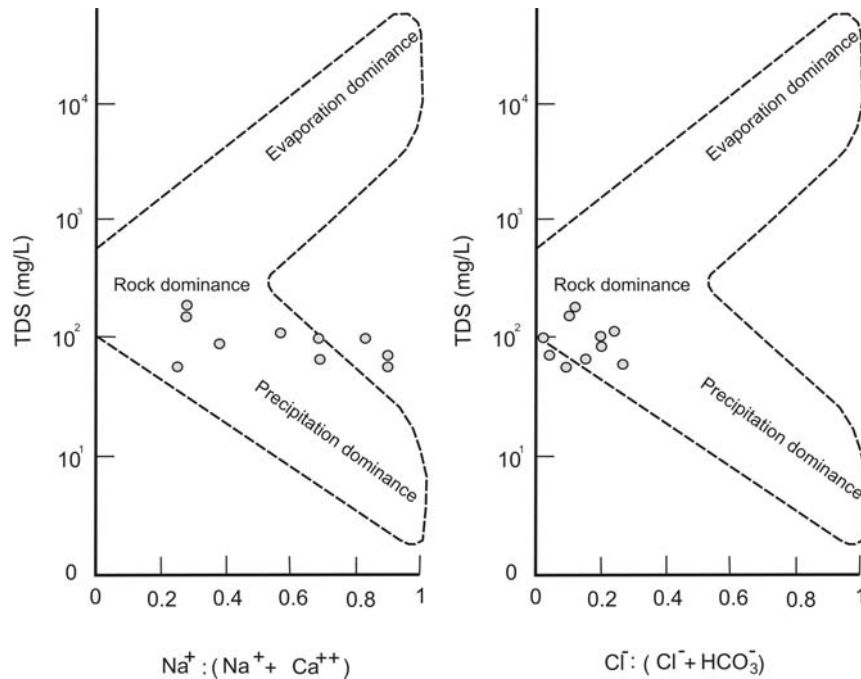 TDS (mg/L)
10⁴
10³
10²
10¹
0
0 0.2 0.4 0.6 0.8 1
Evaporation dominance
Rock dominance
Precipitation dominance
Na⁺ : (Na⁺ + Ca⁺⁺)
TDS (mg/L)
10⁴
10³
10²
10¹
0
0 0.2 0.4 0.6 0.8 1
Evaporation dominance
Rock dominance
Precipitation dominance
Cl⁻ : (Cl⁻ + HCO₃⁻)